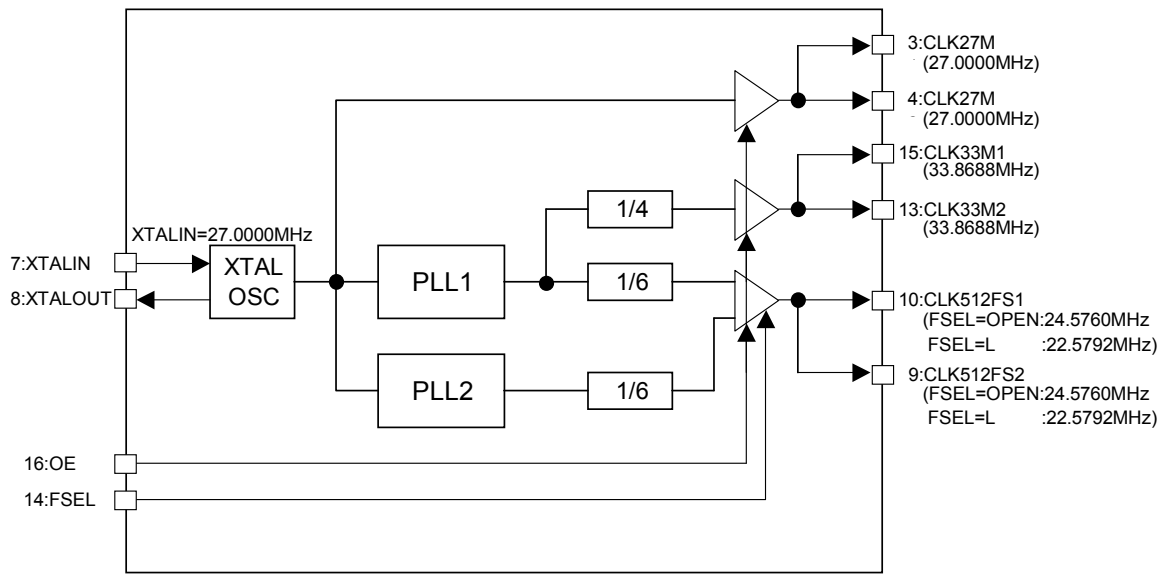 3:CLK27M
(27.0000MHz)
4:CLK27M
(27.0000MHz)
15:CLK33M1
(33.8688MHz)
1/4
13:CLK33M2
(33.8688MHz)
XTALIN=27.0000MHz
7:XTALIN
8:XTALOUT
XTAL
OSC
PLL1
1/6
10:CLK512FS1
(FSEL=OPEN:24.5760MHz
FSEL=L :22.5792MHz)
PLL2
1/6
9:CLK512FS2
(FSEL=OPEN:24.5760MHz
FSEL=L :22.5792MHz)
16:OE
14:FSEL